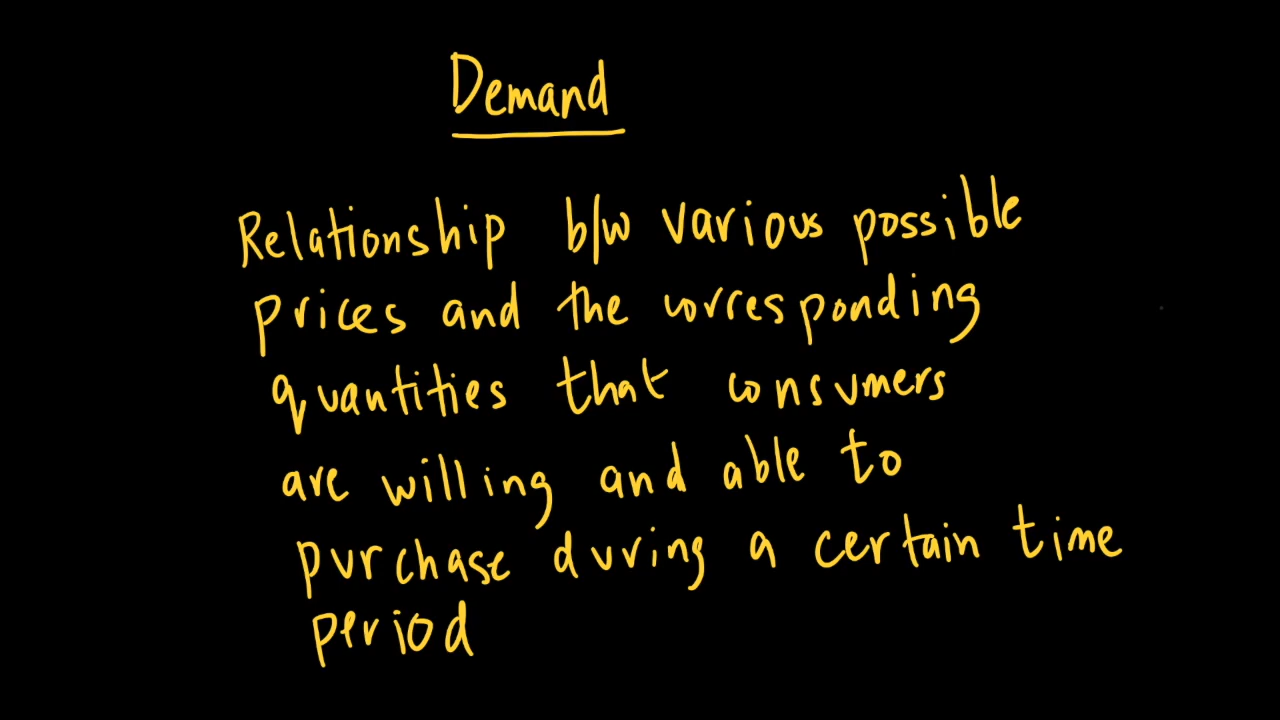 Demand
Relationship b/w various possible
prices and the corresponding
quantities that consumers
are willing and able to
purchase during a certain time
period